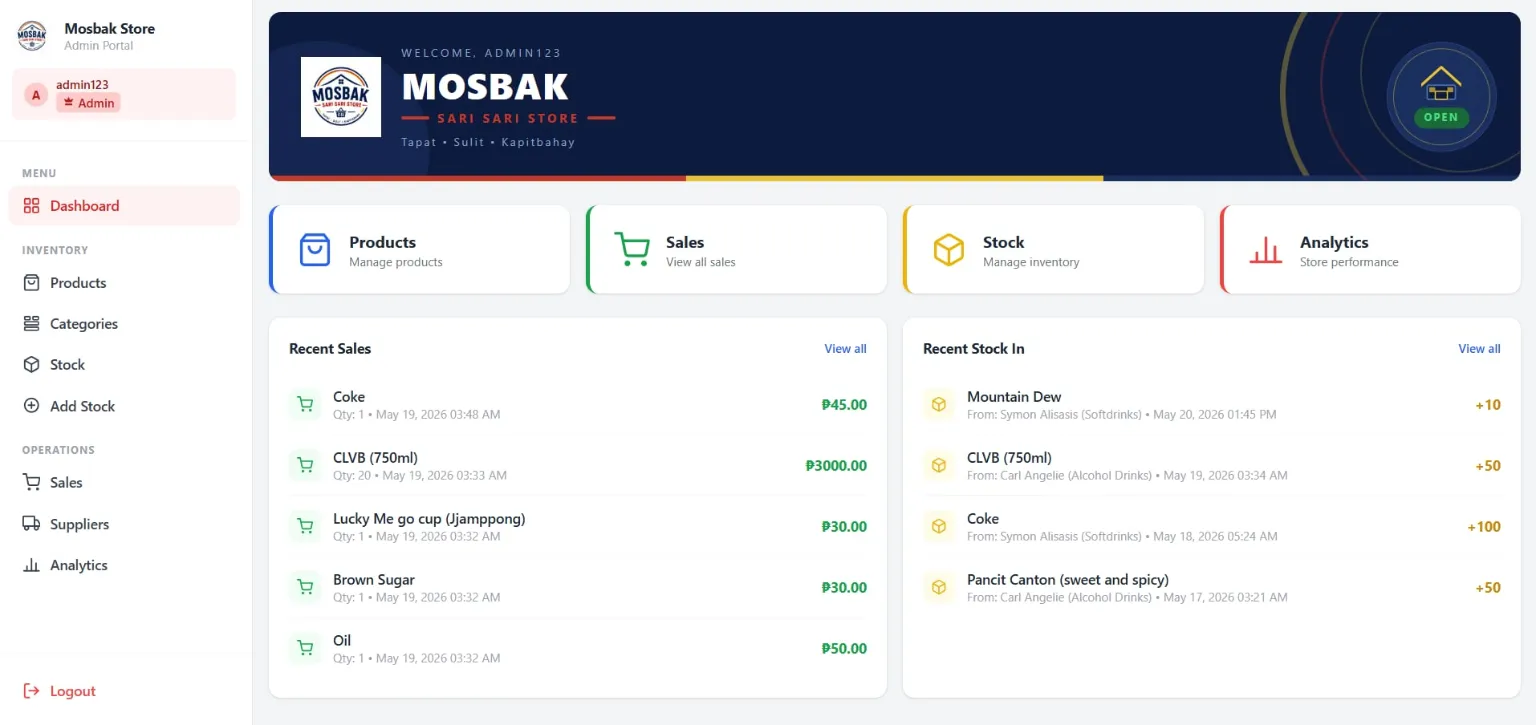 Mosbak Store
Admin Portal
A
admin123
Admin
MENU
Dashboard
INVENTORY
Products
Categories
Stock
Add Stock
OPERATIONS
Sales
Suppliers
Analytics
Logout
MOSBAK
SARI SARI STORE
WELCOME, ADMIN123
MOSBAK
SARI SARI STORE
Tapat • Sulit • Kapitbahay
OPEN
Products
Manage products
Sales
View all sales
Stock
Manage inventory
Analytics
Store performance
Recent Sales
View all
Coke
Qty: 1 • May 19, 2026 03:48 AM
₱45.00
CLVB (750ml)
Qty: 20 • May 19, 2026 03:33 AM
₱3000.00
Lucky Me go cup (Jjamppong)
Qty: 1 • May 19, 2026 03:32 AM
₱30.00
Brown Sugar
Qty: 1 • May 19, 2026 03:32 AM
₱30.00
Oil
Qty: 1 • May 19, 2026 03:32 AM
₱50.00
Recent Stock In
View all
Mountain Dew
From: Symon Alisasis (Softdrinks) • May 20, 2026 01:45 PM
+10
CLVB (750ml)
From: Carl Angelie (Alcohol Drinks) • May 19, 2026 03:34 AM
+50
Coke
From: Symon Alisasis (Softdrinks) • May 18, 2026 05:24 AM
+100
Pancit Canton (sweet and spicy)
From: Carl Angelie (Alcohol Drinks) • May 17, 2026 03:21 AM
+50